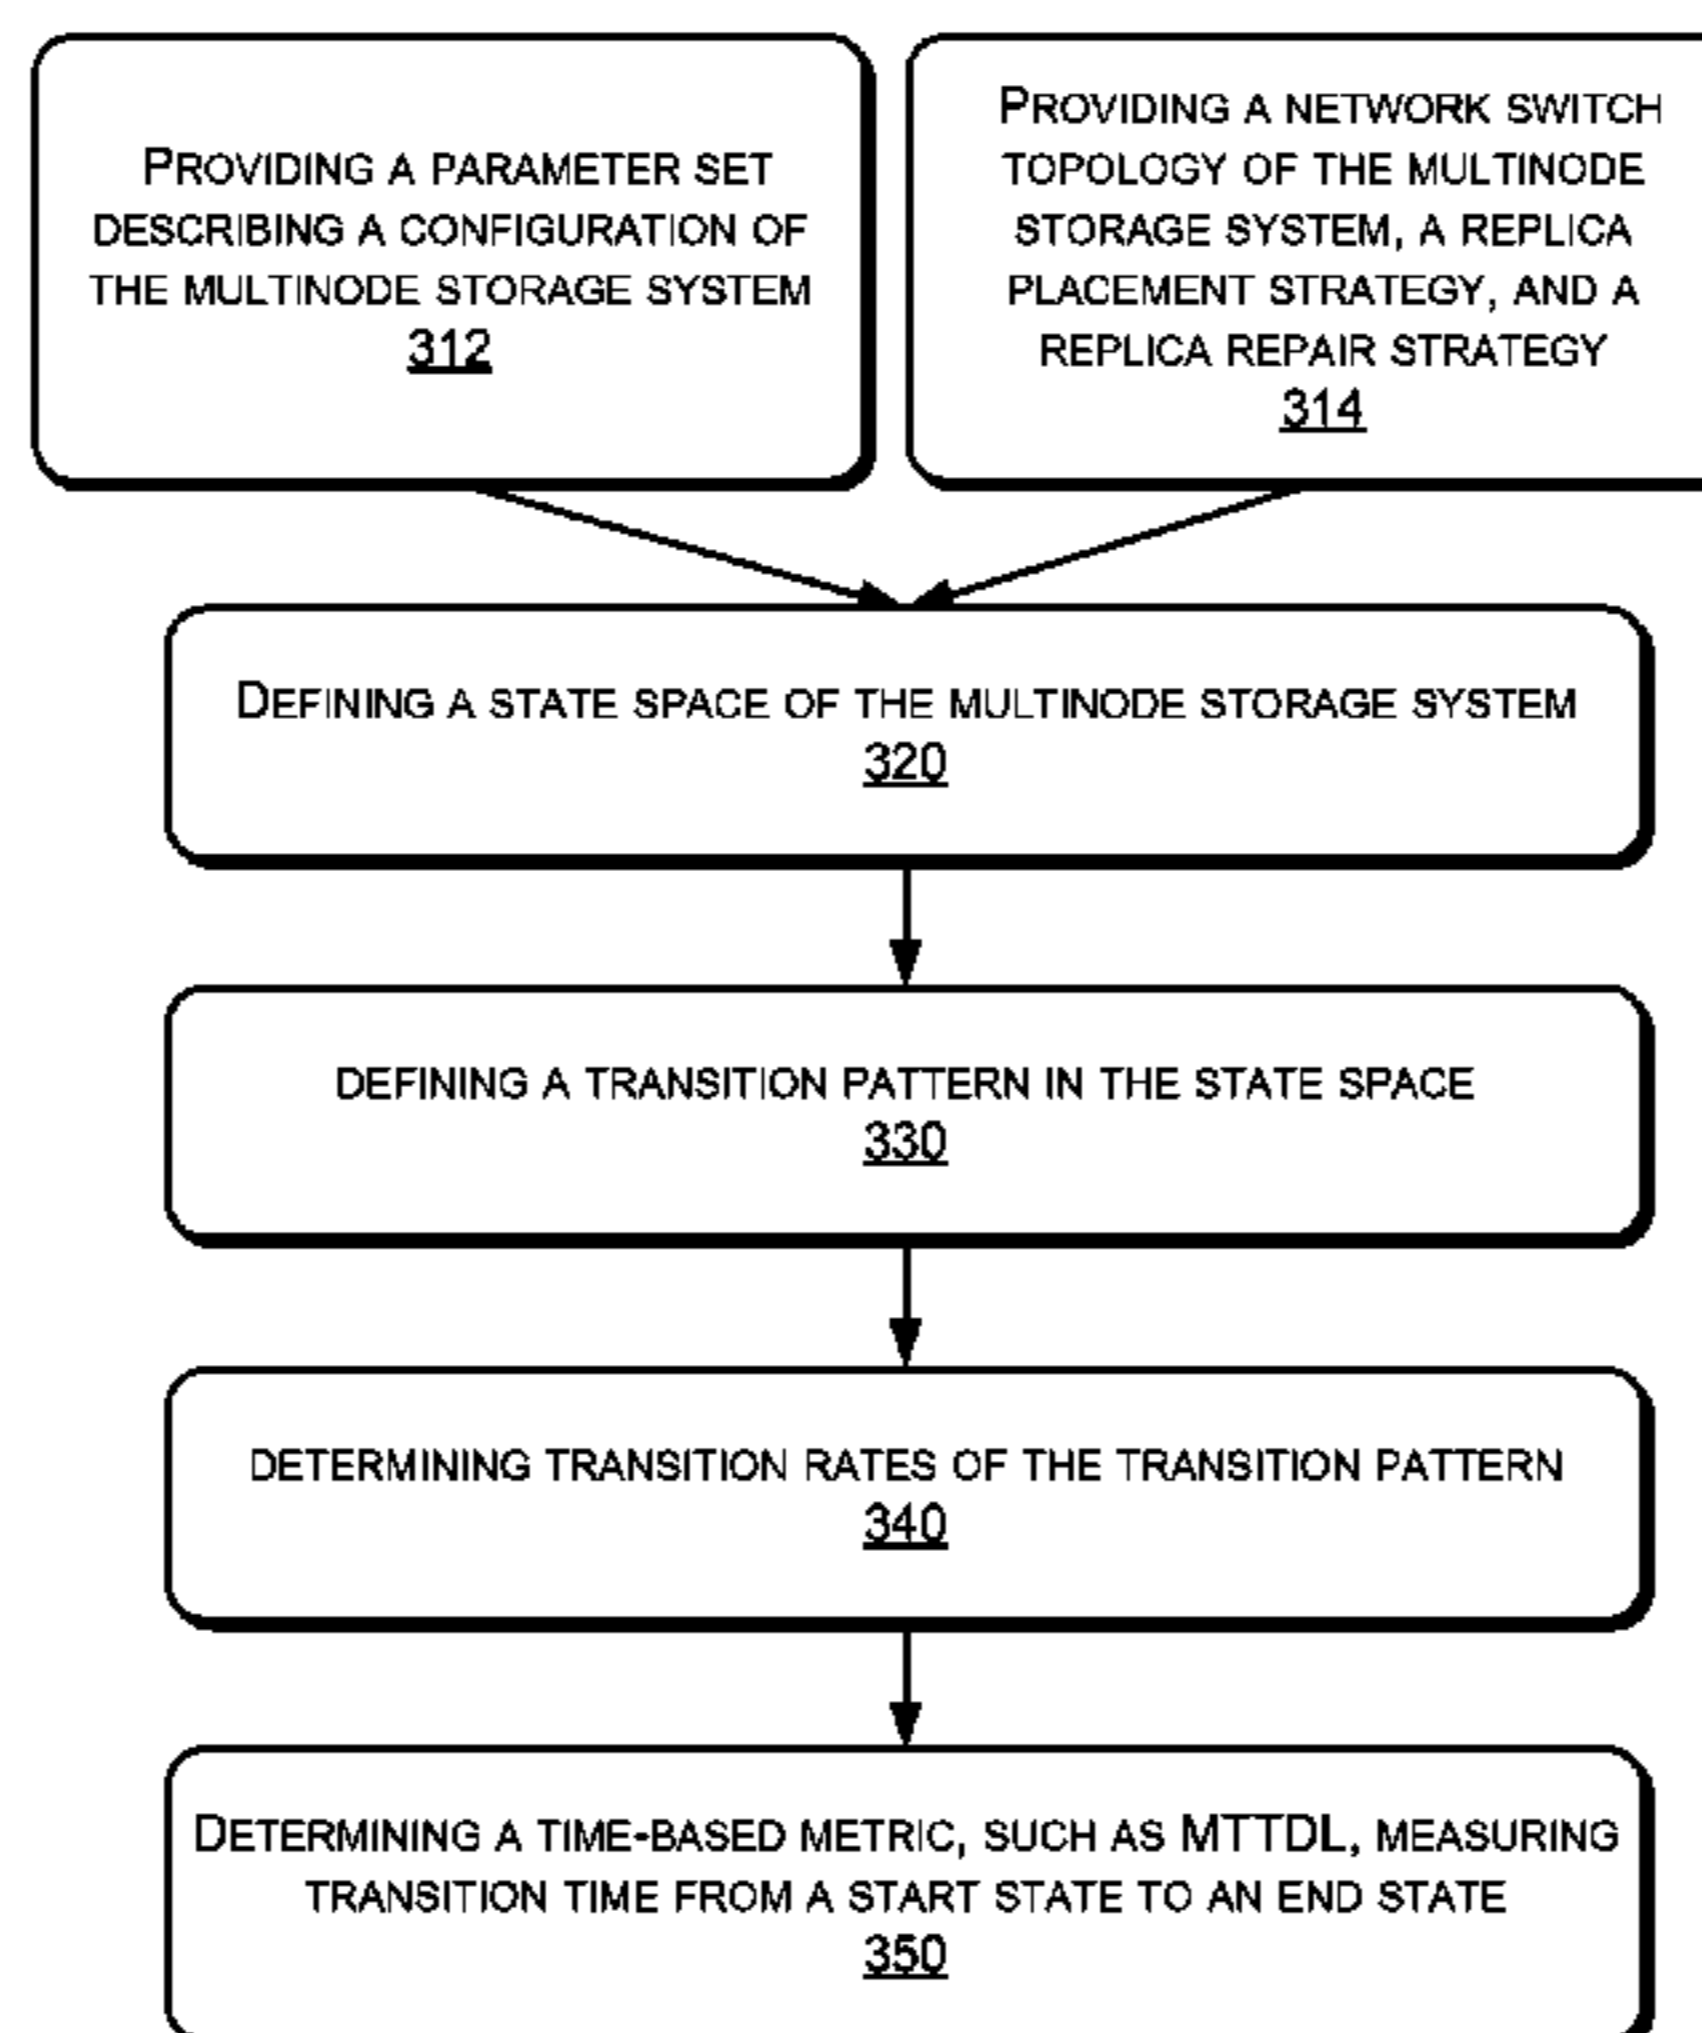 PROVIDING A PARAMETER SET
DESCRIBING A CONFIGURATION OF
THE MULTINODE STORAGE SYSTEM
312
PROVIDING A NETWORK SWITCH
TOPOLOGY OF THE MULTINODE
STORAGE SYSTEM, A REPLICA
PLACEMENT STRATEGY, AND A
REPLICA REPAIR STRATEGY
314
DEFINING A STATE SPACE OF THE MULTINODE STORAGE SYSTEM
320
DEFINING A TRANSITION PATTERN IN THE STATE SPACE
330
DETERMINING TRANSITION RATES OF THE TRANSITION PATTERN
340
DETERMINING A TIME-BASED METRIC, SUCH AS MTTDL, MEASURING
TRANSITION TIME FROM A START STATE TO AN END STATE
350